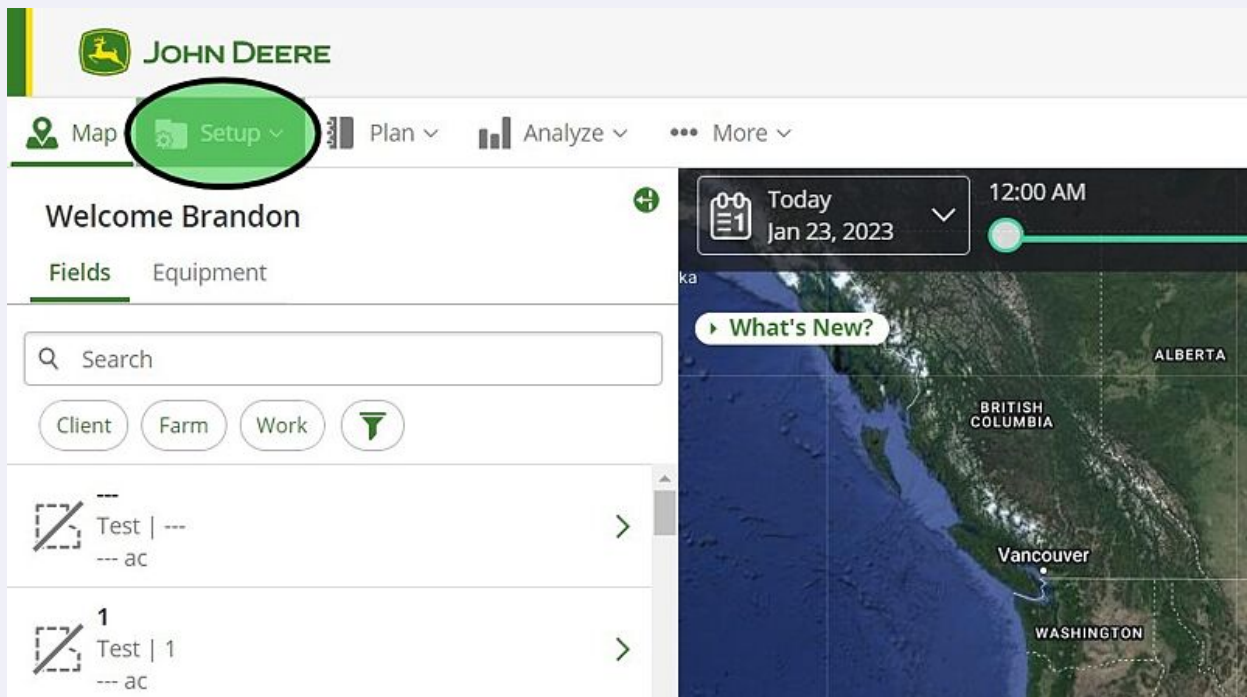 JOHN DEERE
Map Setup Plan Analyze More
Welcome Brandon
Fields Equipment
Search
Client Farm Work
---
Test | ---
--- ac
1
Test | 1
--- ac
Today
Jan 23, 2023
12:00 AM
ka
What's New?
ALBERTA
BRITISH
COLUMBIA
Vancouver
WASHINGTON